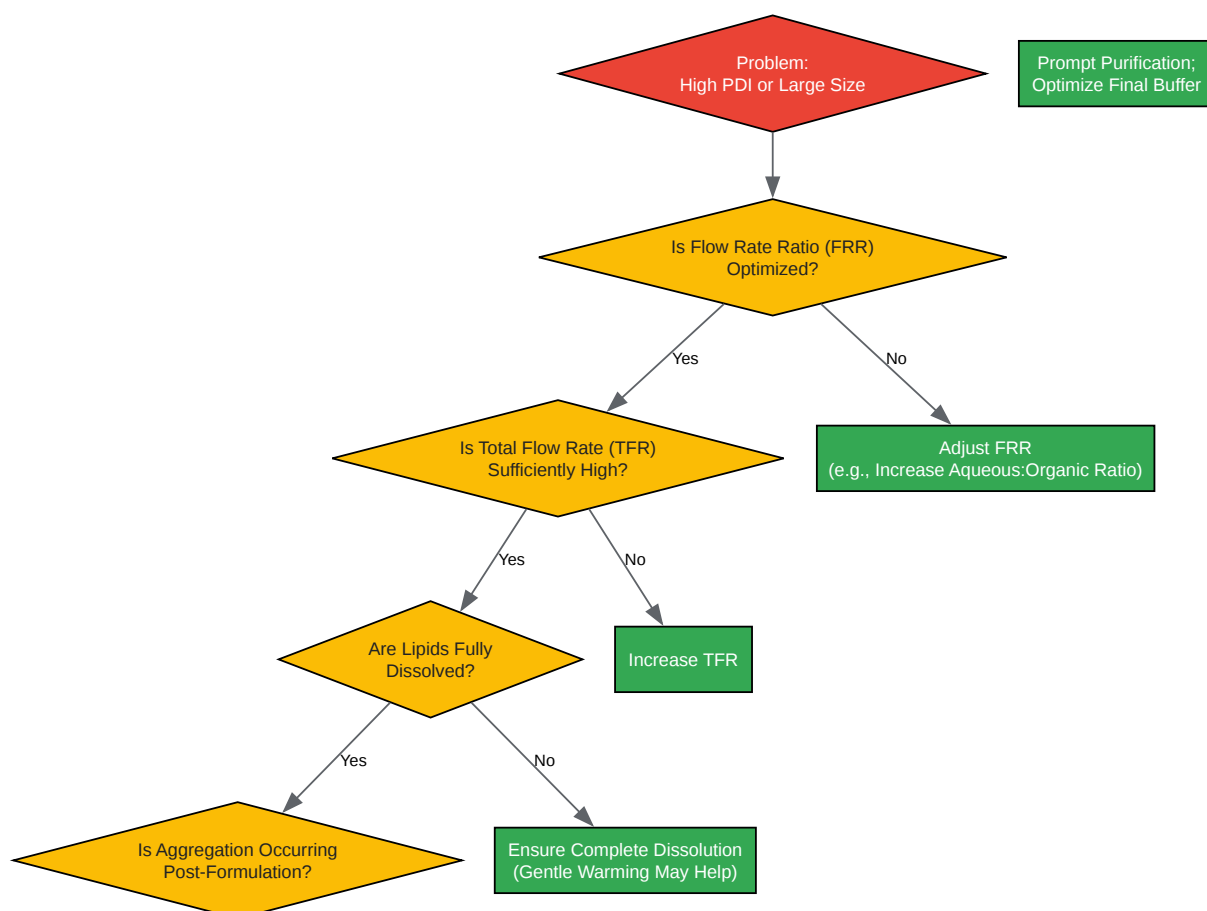 Problem:
High PDI or Large Size
Prompt Purification;
Optimize Final Buffer
Is Flow Rate Ratio (FRR)
Optimized?
Yes
No
Is Total Flow Rate (TFR)
Sufficiently High?
Adjust FRR
(e.g., Increase Aqueous:Organic Ratio)
Yes
No
Are Lipids Fully
Dissolved?
Increase TFR
Yes
No
Is Aggregation Occurring
Post-Formulation?
Ensure Complete Dissolution
(Gentle Warming May Help)